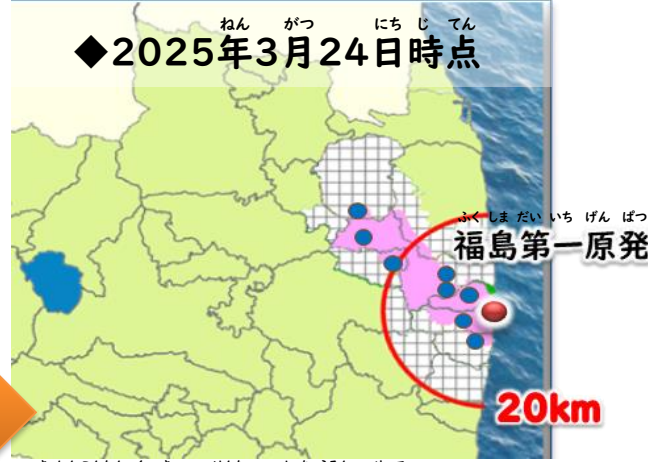 ねん がつ にち じ てん
◆2025年3月24日時点
ふく しま だい いち げん ぱつ
福島第一原発
20km